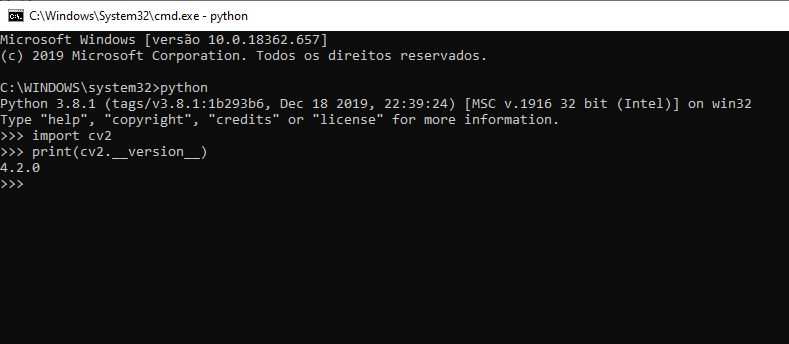 C:\Windows\System32\cmd.exe - python
Microsoft Windows [versão 10.0.18362.657]
(c) 2019 Microsoft Corporation. Todos os direitos reservados.
C:\WINDOWS\system32>python
Python 3.8.1 (tags/v3.8.1:1b293b6, Dec 18 2019, 22:39:24) [MSC v.1916 32 bit (Intel)] on win32
Type "help", "copyright", "credits" or "license" for more information.
>>> import cv2
>>> print(cv2.__version__)
4.2.0
>>>